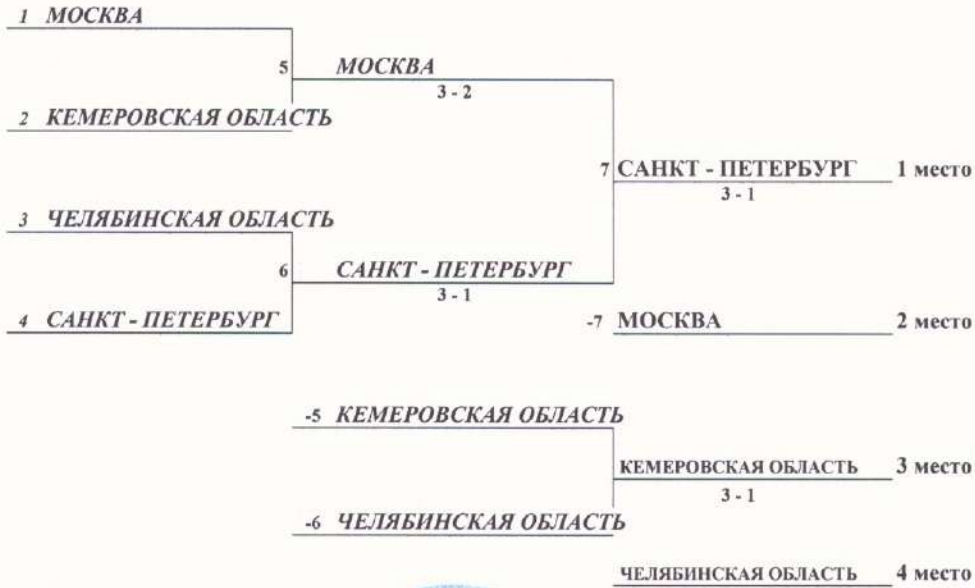 1 МОСКВА
5 МОСКВА
3 - 2
2 КЕМЕРОВСКАЯ ОБЛАСТЬ
7 САНКТ - ПЕТЕРБУРГ 1 место
3 - 1
3 ЧЕЛЯБИНСКАЯ ОБЛАСТЬ
6 САНКТ - ПЕТЕРБУРГ
3 - 1
4 САНКТ - ПЕТЕРБУРГ
-7 МОСКВА 2 место
-5 КЕМЕРОВСКАЯ ОБЛАСТЬ
КЕМЕРОВСКАЯ ОБЛАСТЬ 3 место
3 - 1
-6 ЧЕЛЯБИНСКАЯ ОБЛАСТЬ
ЧЕЛЯБИНСКАЯ ОБЛАСТЬ 4 место